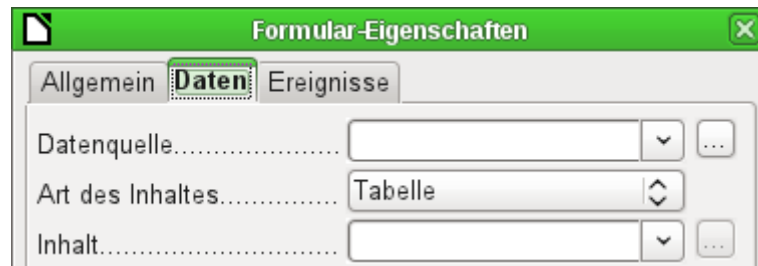 Formular-Eigenschaften
Allgemein Daten Ereignisse
Datenquelle..................... ...
Art des Inhaltes............... Tabelle
Inhalt............................. ...